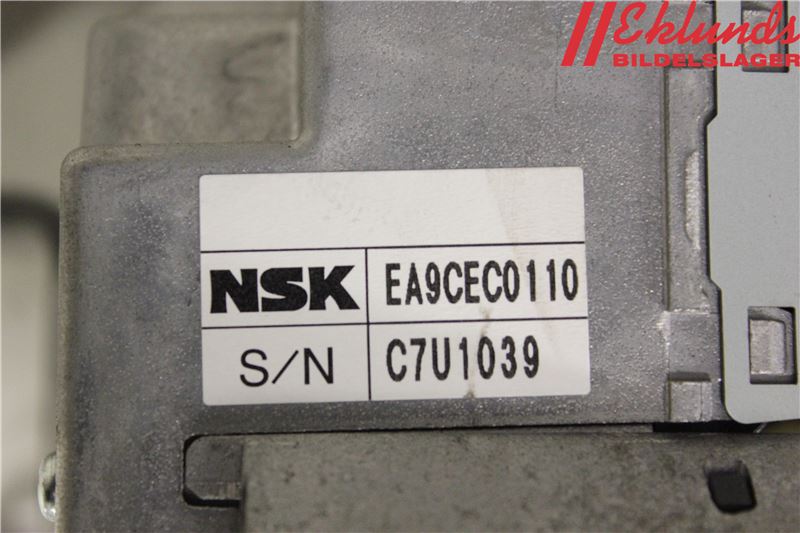 Eklunds
BILDELSLAGER
NSK EA9CEC0110
S/N C7U1039